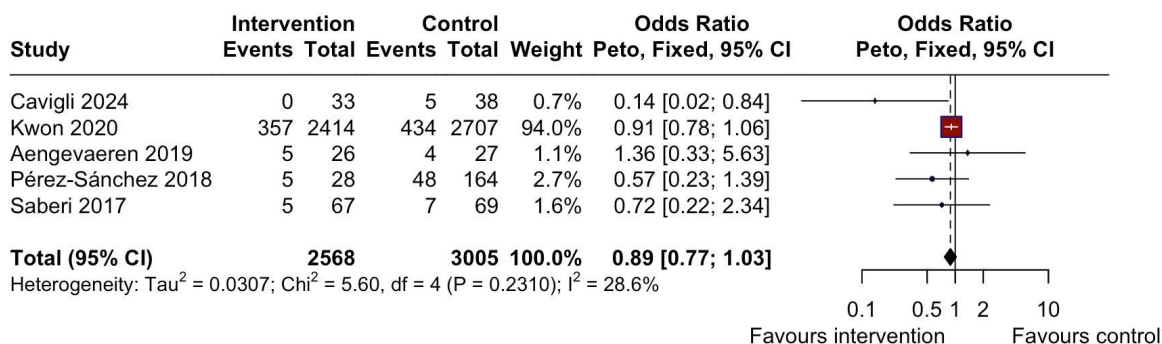 Intervention Control Odds Ratio Odds Ratio
Study Events Total Events Total Weight Peto, Fixed, 95% CI Peto, Fixed, 95% CI
Cavigli 2024 0 33 5 38 0.7% 0.14 [0.02; 0.84]
Kwon 2020 357 2414 434 2707 94.0% 0.91 [0.78; 1.06]
Aengevaeren 2019 5 26 4 27 1.1% 1.36 [0.33; 5.63]
Pérez-Sánchez 2018 5 28 48 164 2.7% 0.57 [0.23; 1.39]
Saberi 2017 5 67 7 69 1.6% 0.72 [0.22; 2.34]
Total (95% CI) 2568 3005 100.0% 0.89 [0.77; 1.03]
Heterogeneity: Tau² = 0.0307; Chi² = 5.60, df = 4 (P = 0.2310); I² = 28.6%
0.1 0.5 1 2 10
Favours intervention Favours control